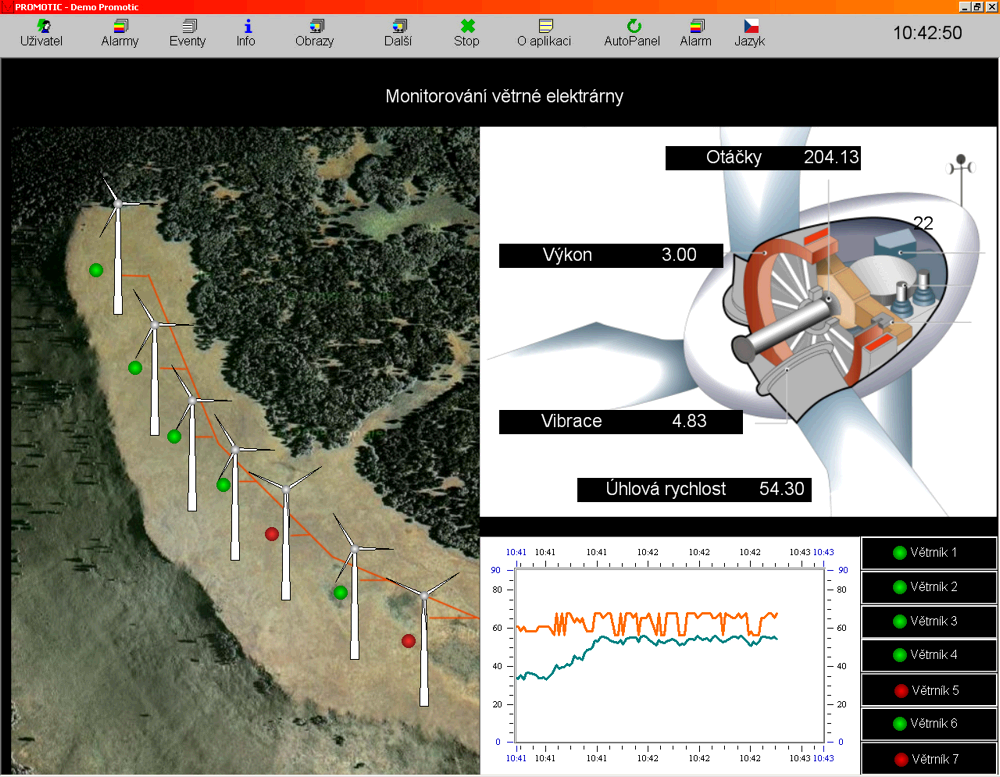 PROMOTIC - Demo Promotic
Uživatel Alarmy Eventy Info Obrazy Další Stop O aplikaci AutoPanel Alarm Jazyk 10:42:50
Monitorování větrné elektrárny
Otáčky 204.13
22
Výkon 3.00
Vibrace 4.83
Úhlová rychlost 54.30
10:41 10:41 10:41 10:42 10:42 10:42 10:43 10:43
90 90
80 80
60 60
40 40
20 20
0 0
10:41 10:41 10:41 10:42 10:42 10:42 10:43 10:43
Větrník 1
Větrník 2
Větrník 3
Větrník 4
Větrník 5
Větrník 6
Větrník 7